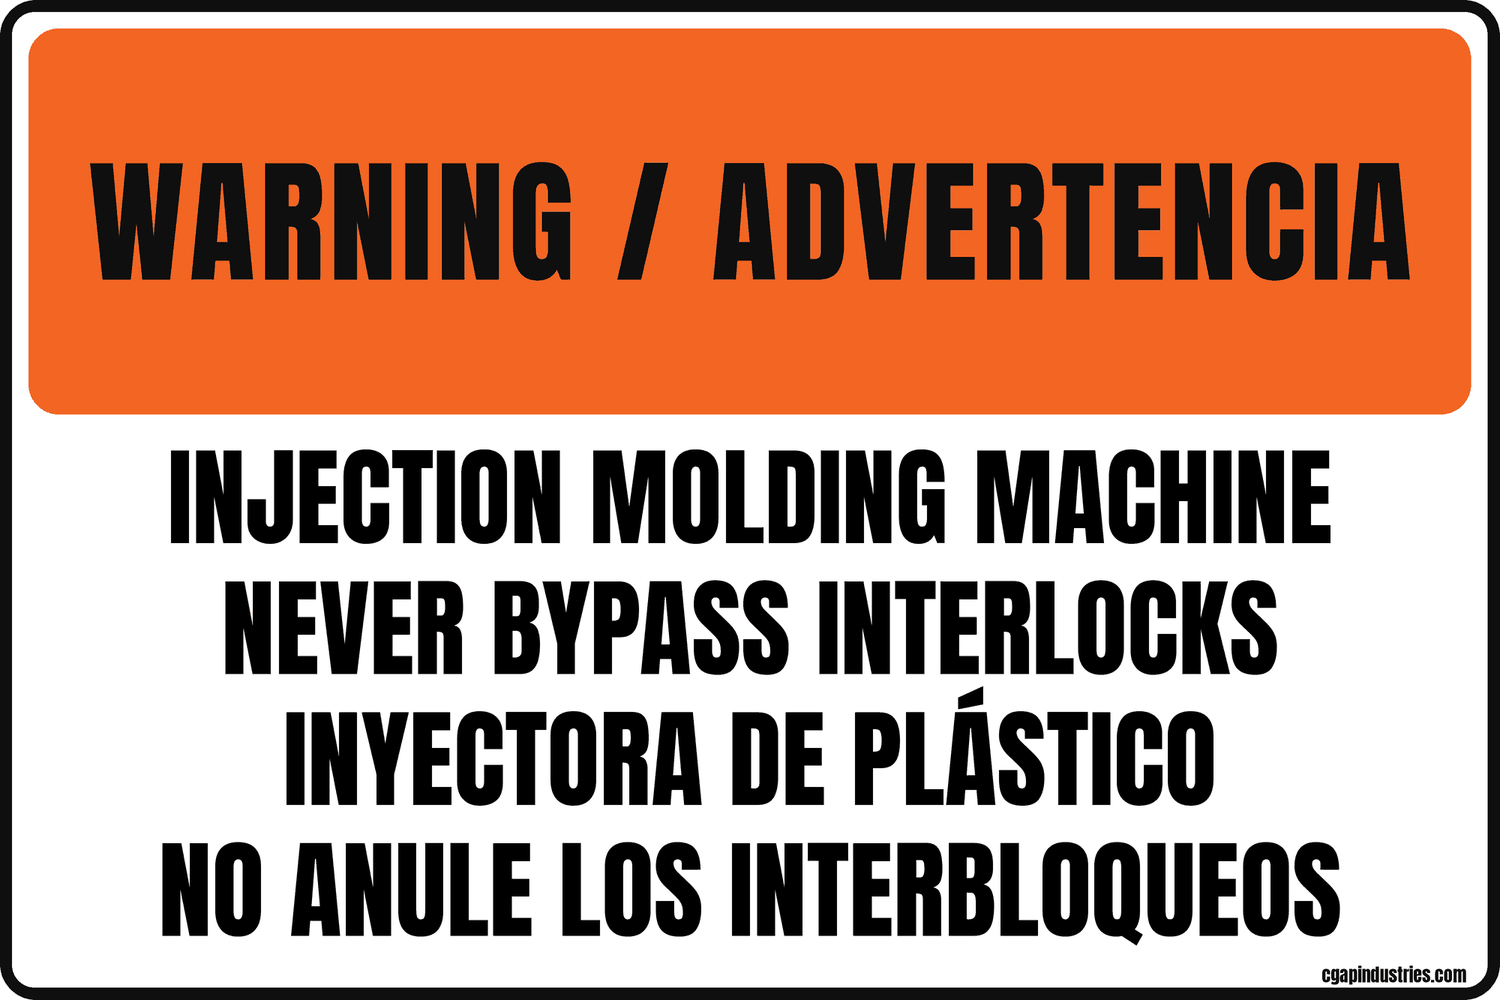 WARNING / ADVERTENCIA
INJECTION MOLDING MACHINE
NEVER BYPASS INTERLOCKS
INYECTORA DE PLÁSTICO
NO ANULE LOS INTERBLOQUEOS
cgapindustries.com